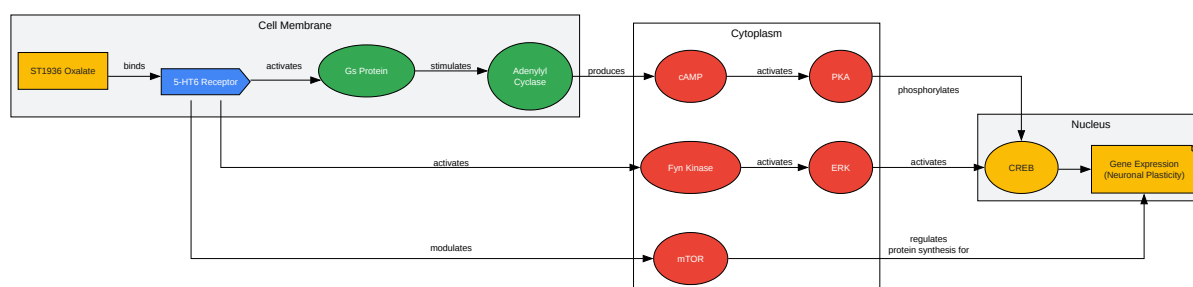 Cell Membrane
ST1936 Oxalate
binds
5-HT6 Receptor
activates
Gs Protein
stimulates
Adenylyl
Cyclase
produces
Cytoplasm
cAMP
activates
PKA
phosphorylates
activates
Fyn Kinase
activates
ERK
activates
Nucleus
CREB
Gene Expression
(Neuronal Plasticity)
modulates
mTOR
regulates
protein synthesis for